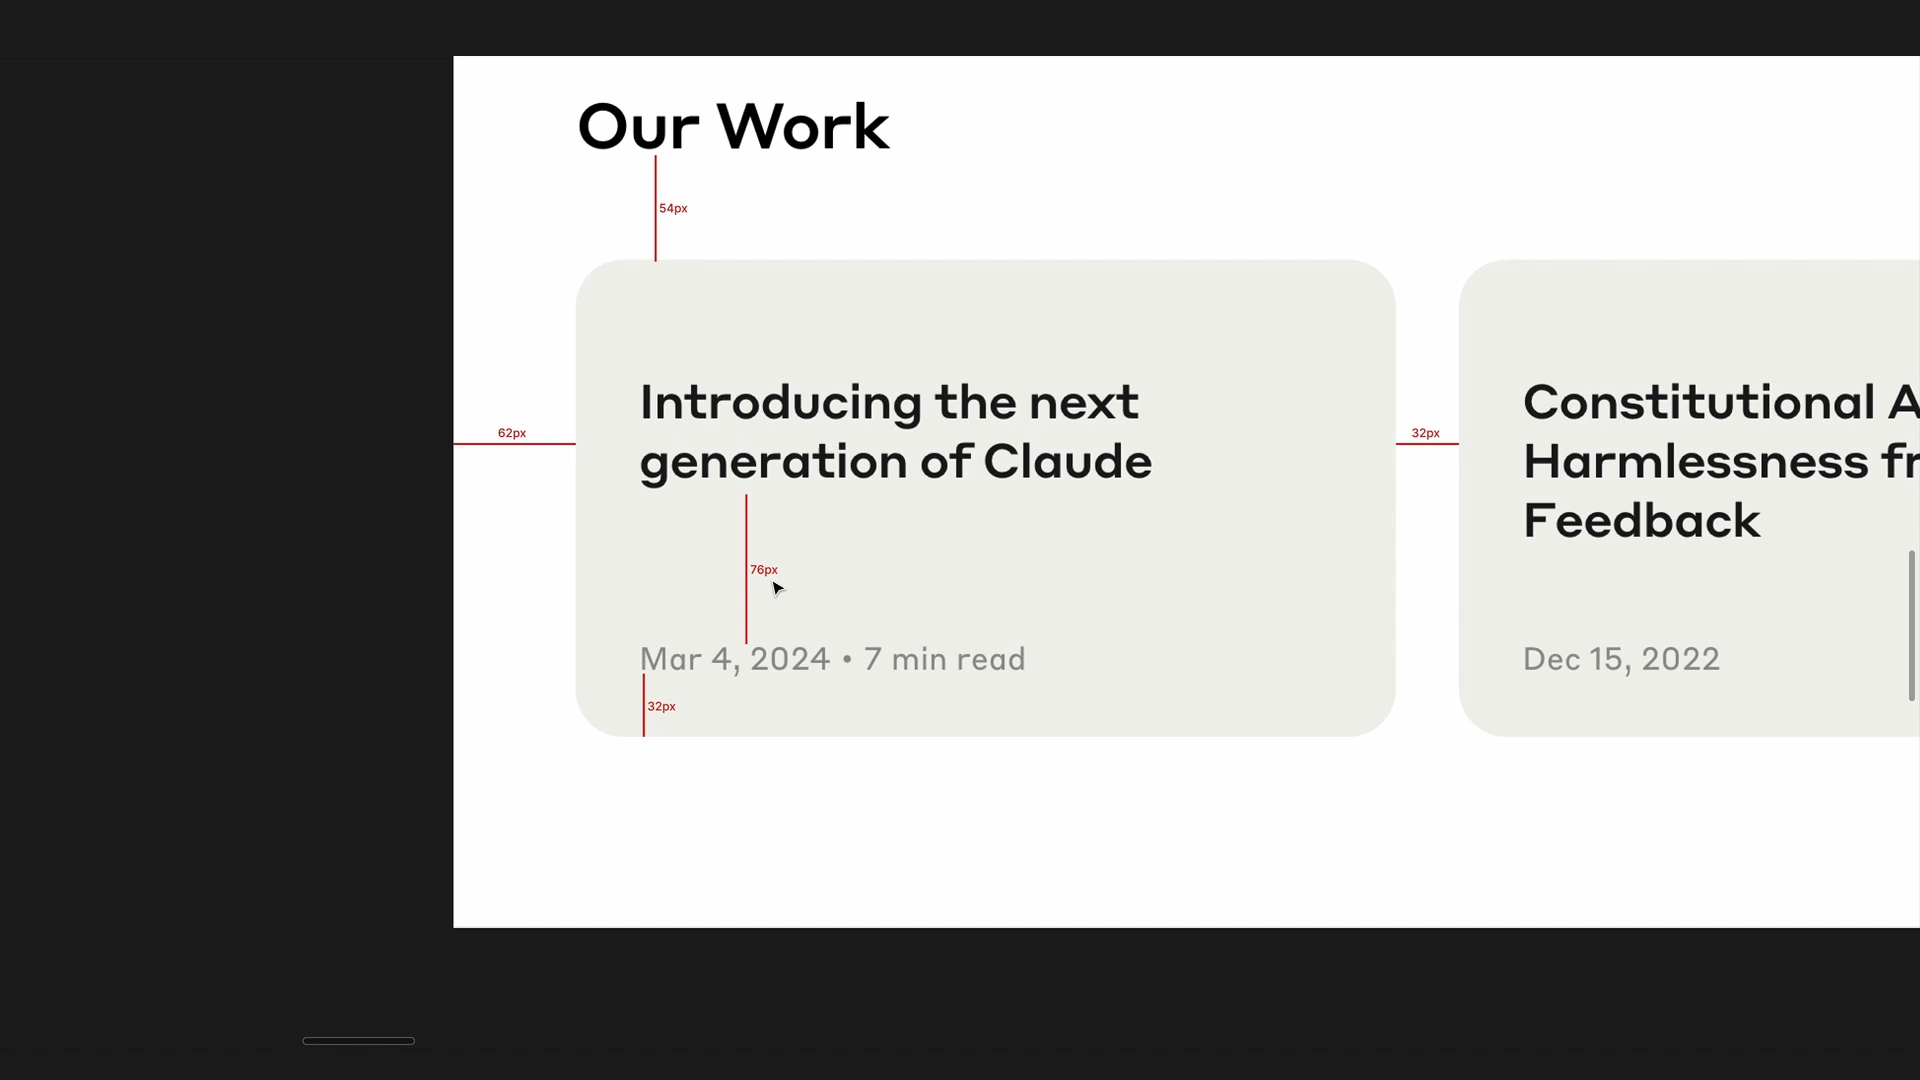 Our Work
54px
Introducing the next
generation of Claude
62px
76px
Mar 4, 2024 • 7 min read
32px
32px
Constitutional A
Harmlessness fr
Feedback
Dec 15, 2022